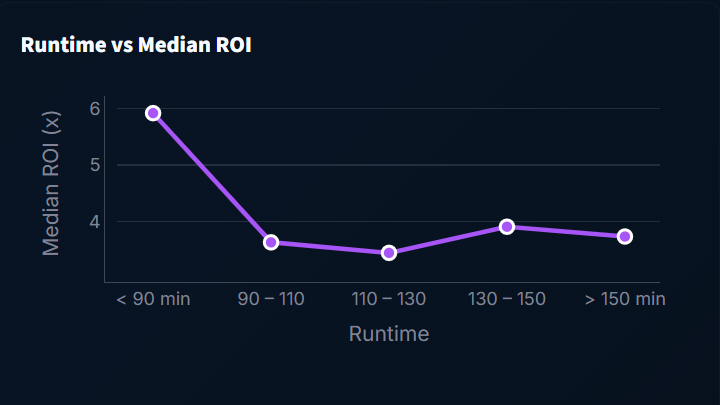 Runtime vs Median ROI
Median ROI (x)
6
5
4
< 90 min
90 – 110
110 – 130
130 – 150
> 150 min
Runtime